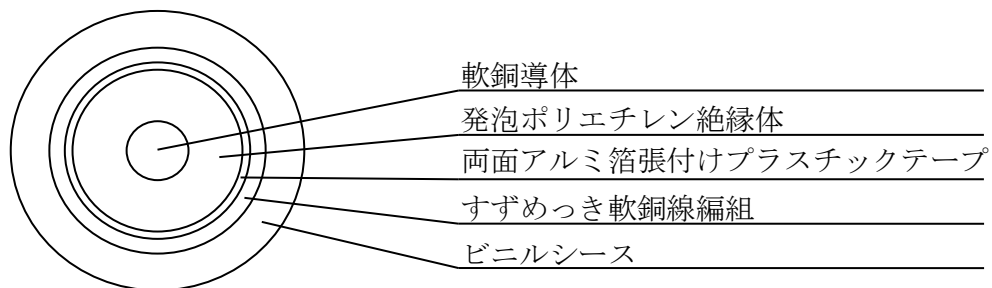 軟銅導体
発泡ポリエチレン絶縁体
両面アルミ箔張付けプラスチックテープ
すずめっき軟銅線編組
ビニルシース